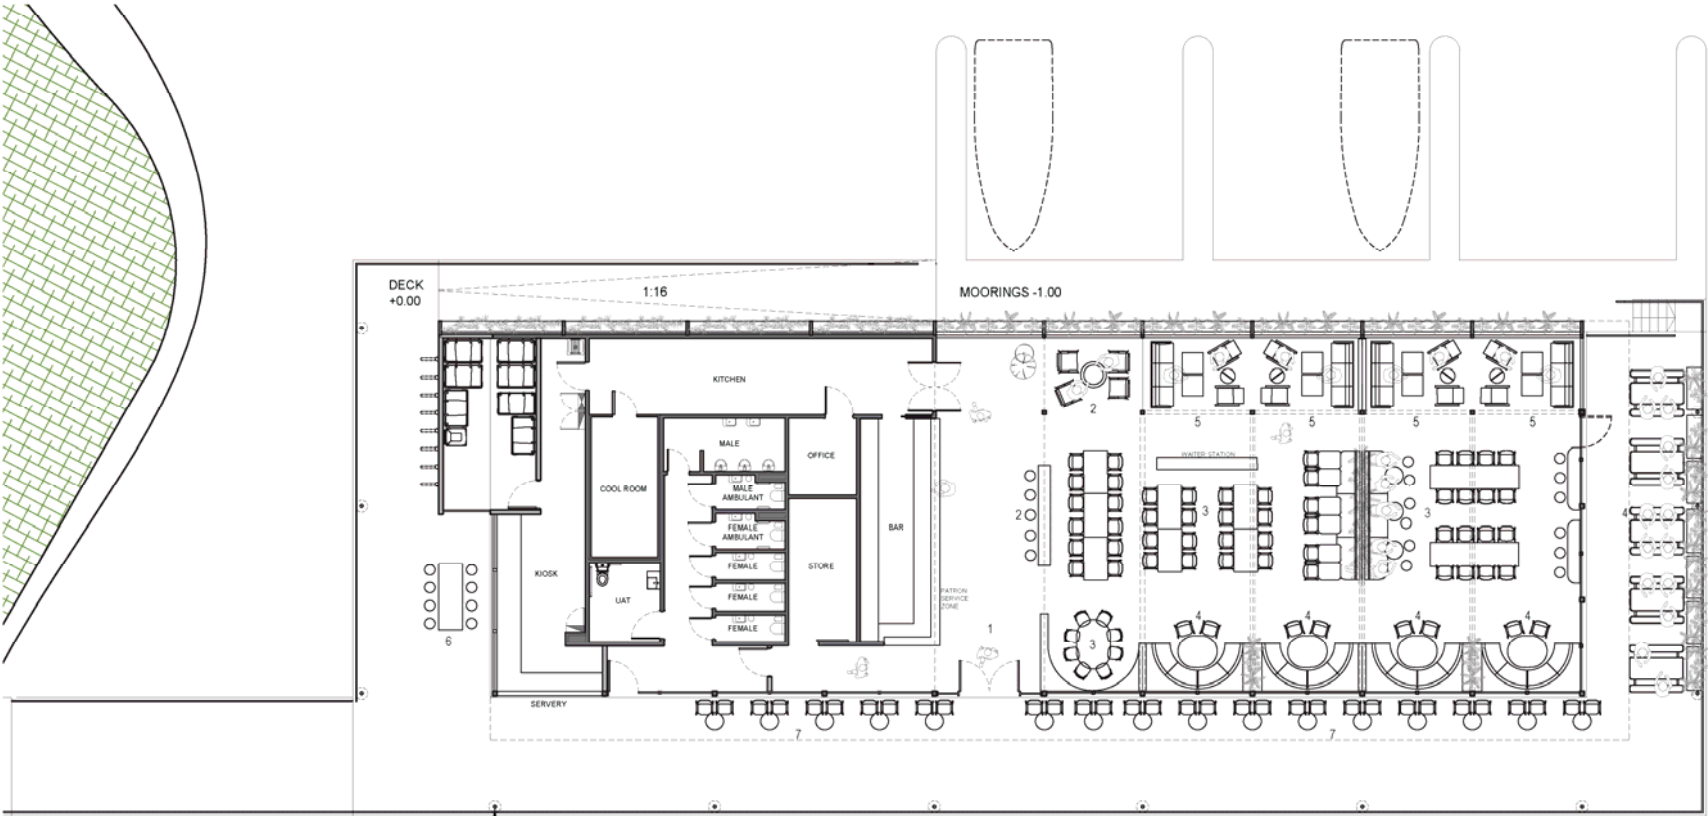 DECK
+0.00
1:16
MOORINGS -1.00
KITCHEN
2
5
5
5
5
MALE
OFFICE
WAITER STATION
COOL ROOM
MALE
AMBULANT
2
3
3
4
FEMALE
AMBULANT
BAR
KIOSK
FEMALE
STORE
UAT
FEMALE
PATRON
SERVICE
ZONE
FEMALE
6
1
3
4
4
4
4
SERVERY
7
7